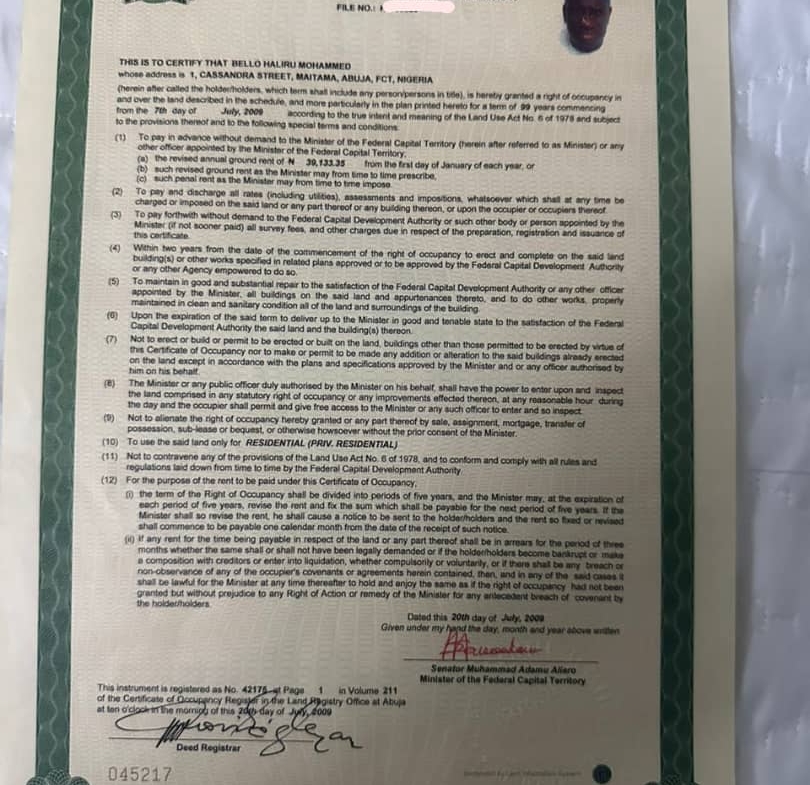 FILE NO.:
THIS IS TO CERTIFY THAT BELLO HALIRU MOHAMMED
whose address is 1, CASSANDRA STREET, MAITAMA, ABUJA, FCT, NIGERIA
(herein after called the holder/holders, which term shall include any person/persons in title), is hereby granted a right of occupancy in
and over the land described in the schedule, and more particularly in the plan printed hereto for a term of 99 years commencing
from the 7th day of July, 2009 according to the true intent and meaning of the Land Use Act No. 6 of 1978 and subject
to the provisions thereof and to the following special terms and conditions:
(1) To pay in advance without demand to the Minister of the Federal Capital Territory (herein after referred to as Minister) or any
other officer appointed by the Minister of the Federal Capital Territory;
(a) the revised annual ground rent of N 39,133.35 from the first day of January of each year, or
(b) such revised ground rent as the Minister may from time to time prescribe,
(c) such penal rent as the Minister may from time to time impose.
(2) To pay and discharge all rates (including utilities), assessments and impositions, whatsoever which shall at any time be
charged or imposed on the said land or any part thereof or any building thereon, or upon the occupier or occupiers thereof.
(3) To pay forthwith without demand to the Federal Capital Development Authority or such other body or person appointed by the
Minister (if not sooner paid) all survey fees, and other charges due in respect of the preparation, registration and issuance of
this certificate.
(4) Within two years from the date of the commencement of the right of occupancy to erect and complete on the said land
building(s) or other works specified in related plans approved or to be approved by the Federal Capital Development Authority
or any other Agency empowered to do so.
(5) To maintain in good and substantial repair to the satisfaction of the Federal Capital Development Authority or any other officer
appointed by the Minister, all buildings on the said land and appurtenances thereto, and to do other works, properly
maintained in clean and sanitary condition all of the land and surroundings of the building.
(6) Upon the expiration of the said term to deliver up to the Minister in good and tenable state to the satisfaction of the Federal
Capital Development Authority the said land and the building(s) thereon.
(7) Not to erect or build or permit to be erected or built on the land, buildings other than those permitted to be erected by virtue of
this Certificate of Occupancy nor to make or permit to be made any addition or alteration to the said buildings already erected
on the land except in accordance with the plans and specifications approved by the Minister and or any officer authorised by
him on his behalf.
(8) The Minister or any public officer duly authorised by the Minister on his behalf, shall have the power to enter upon and inspect
the land comprised in any statutory right of occupancy or any improvements effected thereon, at any reasonable hour during
the day and the occupier shall permit and give free access to the Minister or any such officer to enter and so inspect.
(9) Not to alienate the right of occupancy hereby granted or any part thereof by sale, assignment, mortgage, transfer of
possession, sub-lease or bequest, or otherwise howsoever without the prior consent of the Minister.
(10) To use the said land only for RESIDENTIAL (PRIV. RESIDENTIAL)
(11) Not to contravene any of the provisions of the Land Use Act No. 6 of 1978, and to conform and comply with all rules and
regulations laid down from time to time by the Federal Capital Development Authority.
(12) For the purpose of the rent to be paid under this Certificate of Occupancy,
(i) the term of the Right of Occupancy shall be divided into periods of five years, and the Minister may, at the expiration of
each period of five years, revise the rent and fix the sum which shall be payable for the next period of five years. If the
Minister shall so revise the rent, he shall cause a notice to be sent to the holder/holders and the rent so fixed or revised
shall commence to be payable one calendar month from the date of the receipt of such notice.
(ii) If any rent for the time being payable in respect of the land or any part thereof shall be in arrears for the period of three
months whether the same shall or shall not have been legally demanded or if the holder/holders become bankrupt or make
a composition with creditors or enter into liquidation, whether compulsorily or voluntarily, or if there shall be any breach or
non-observance of any of the occupier's covenants or agreements herein contained, then, and in any of the said cases it
shall be lawful for the Minister at any time thereafter to hold and enjoy the same as if the right of occupancy had not been
granted but without prejudice to any Right of Action or remedy of the Minister for any antecedent breach of covenant by
the holder/holders.
Dated this 20th day of July, 2009
Given under my hand the day, month and year above written
Senator Muhammad Adamu Aliero
Minister of the Federal Capital Territory
This instrument is registered as No. 42175 at Page 1 in Volume 211
of the Certificate of Occupancy Register in the Land Registry Office at Abuja
at ten o'clock in the morning of this 20th day of July, 2009
Deed Registrar
045217